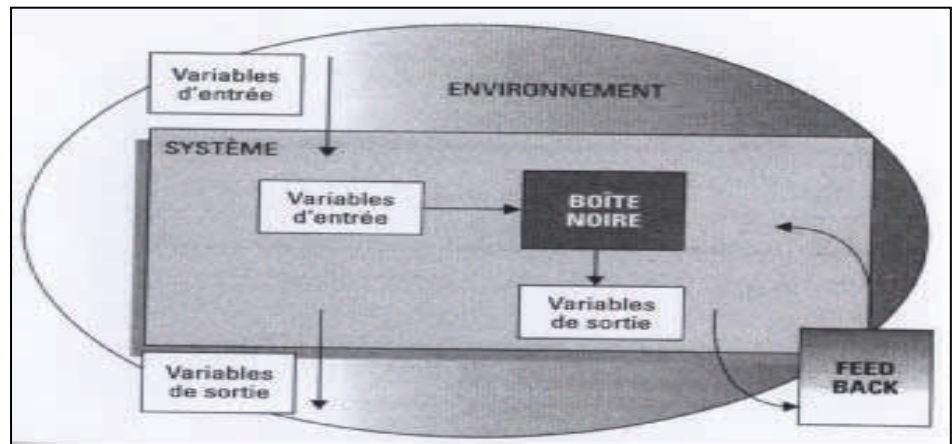 Variables
d'entrée
ENVIRONNEMENT
SYSTÈME
Variables
d'entrée
BOÎTE
NOIRE
Variables
de sortie
Variables
de sortie
FEED
BACK